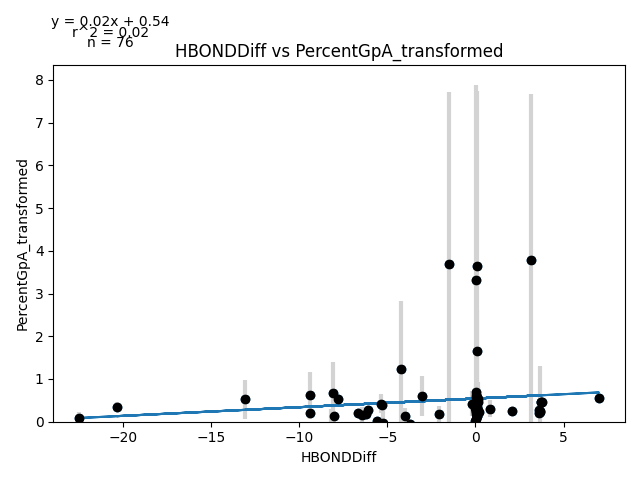 y = 0.02x + 0.54
r^2 = 0.02
n = 76
HBONDDiff vs PercentGpA_transformed
8
7
6
5
4
3
2
1
0
PercentGpA_transformed
−20
−15
−10
−5
0
5
HBONDDiff